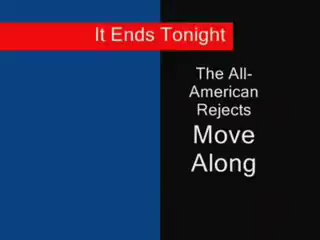 It Ends Tonight
The All-
American
Rejects
Move
Along